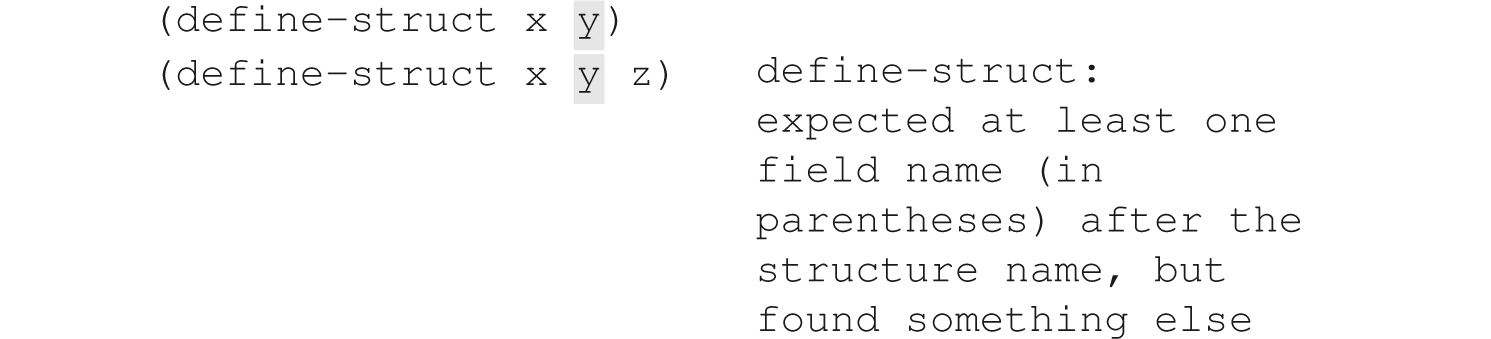 (define-struct x y)
(define-struct x y z)
define-struct:
expected at least one
field name (in
parentheses) after the
structure name, but
found something else